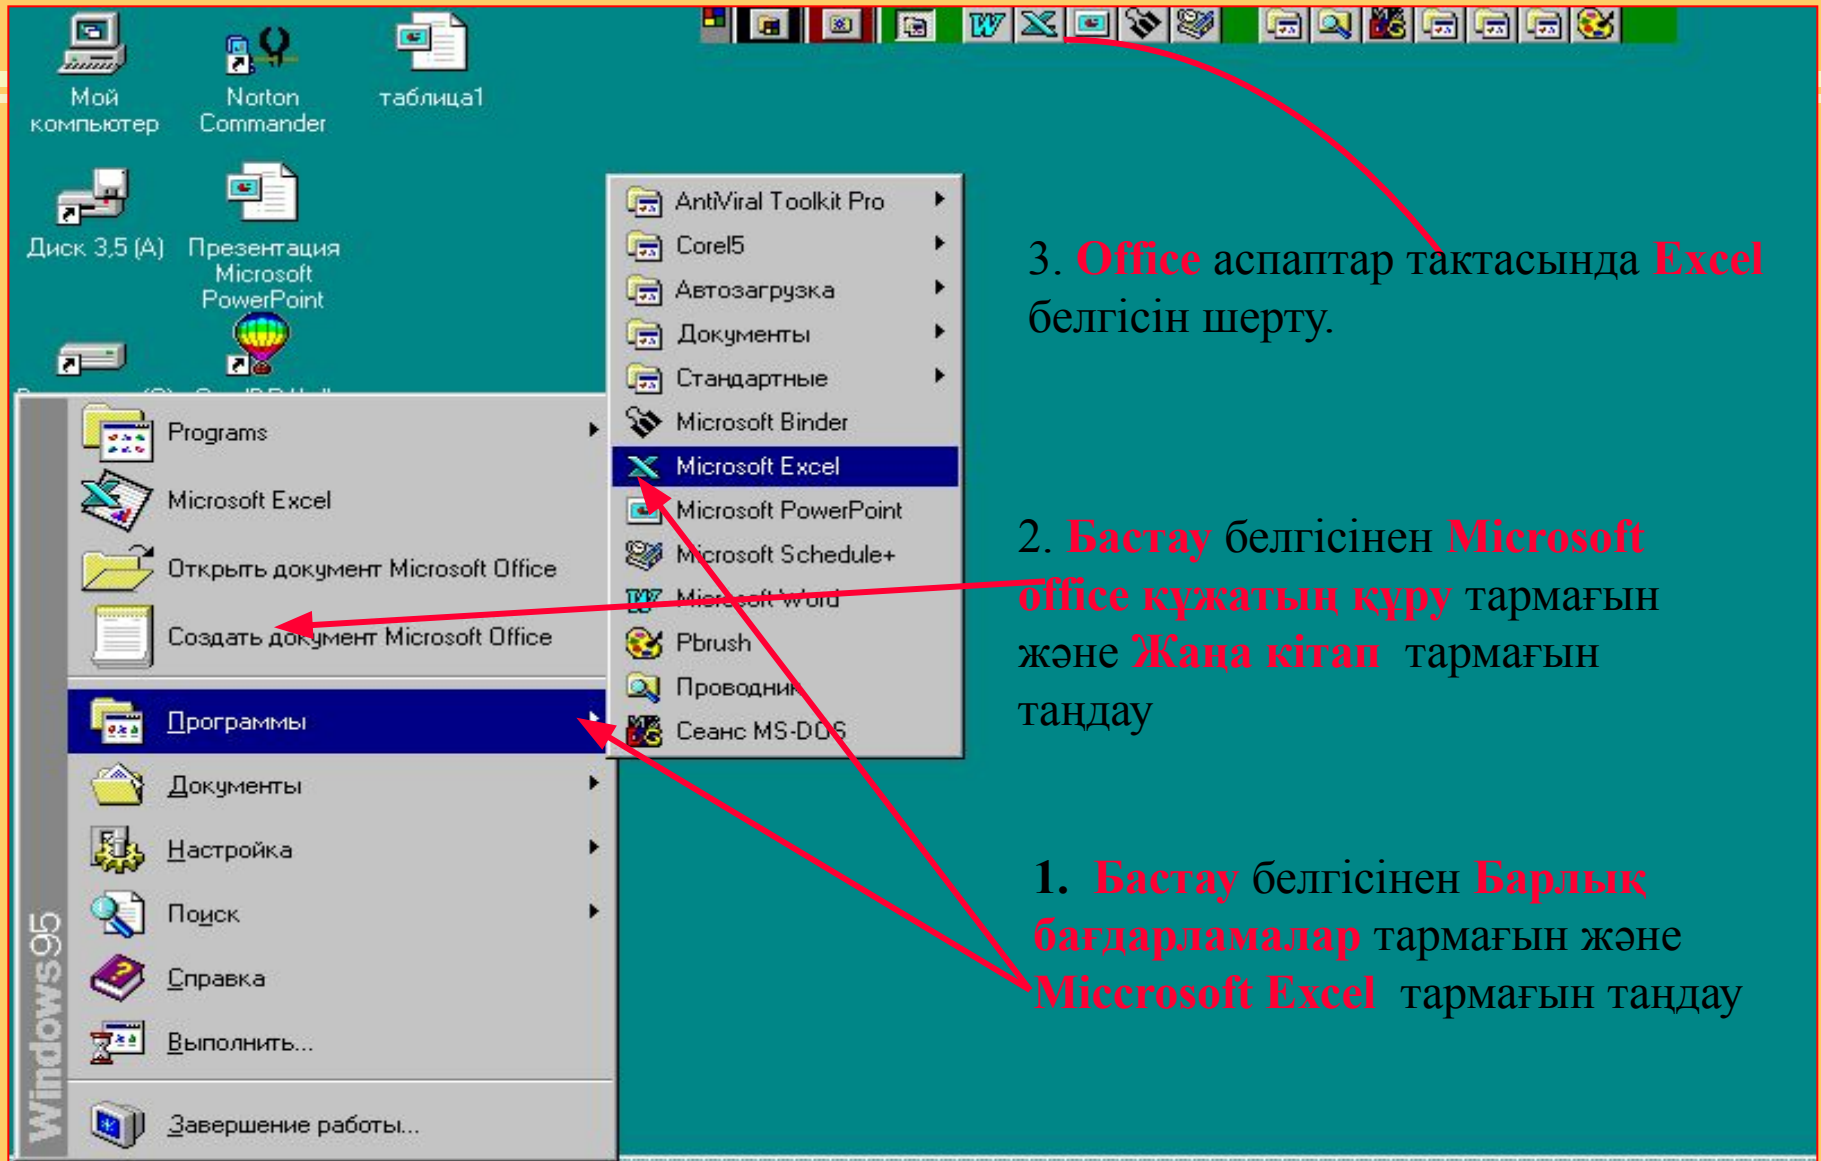 Мой
компьютер
Norton
Commander
таблица1
Диск 3,5 (A)
Презентация
Microsoft
PowerPoint
AntiViral Toolkit Pro
Corel5
Автозагрузка
Документы
Стандартные
Microsoft Binder
Microsoft Excel
Microsoft PowerPoint
Microsoft Schedule+
Microsoft Word
Pbrush
Проводник
Сеанс MS-DOS
Programs
Microsoft Excel
Открыть документ Microsoft Office
Создать документ Microsoft Office
Программы
Документы
Настройка
Поиск
Справка
Выполнить...
Завершение работы...
Windows95
3. Office аспаптар тактасында Excel
белгісін шерту.
2. Бастау белгісінен Microsoft
office құжатың құру тармағын
және Жаңа кітап тармағын
таңдау
1. Бастау белгісінен Барлық
бағдарламалар тармағын және
Miccrosoft Excel тармағын таңдау